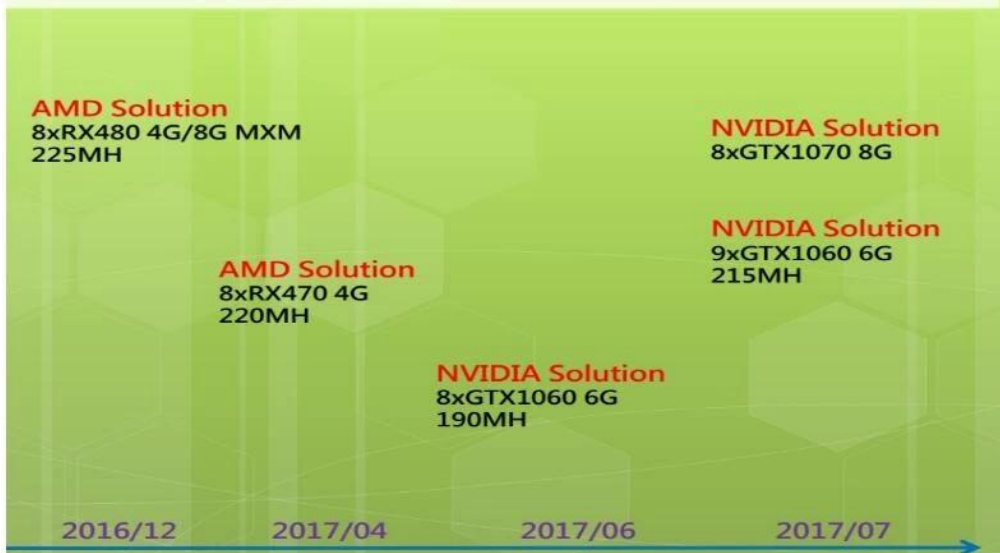 AMD Solution
8xRX480 4G/8G MXM
225MH
NVIDIA Solution
8xGTX1070 8G
NVIDIA Solution
9xGTX1060 6G
215MH
AMD Solution
8xRX470 4G
220MH
NVIDIA Solution
8xGTX1060 6G
190MH
2016/12
2017/04
2017/06
2017/07